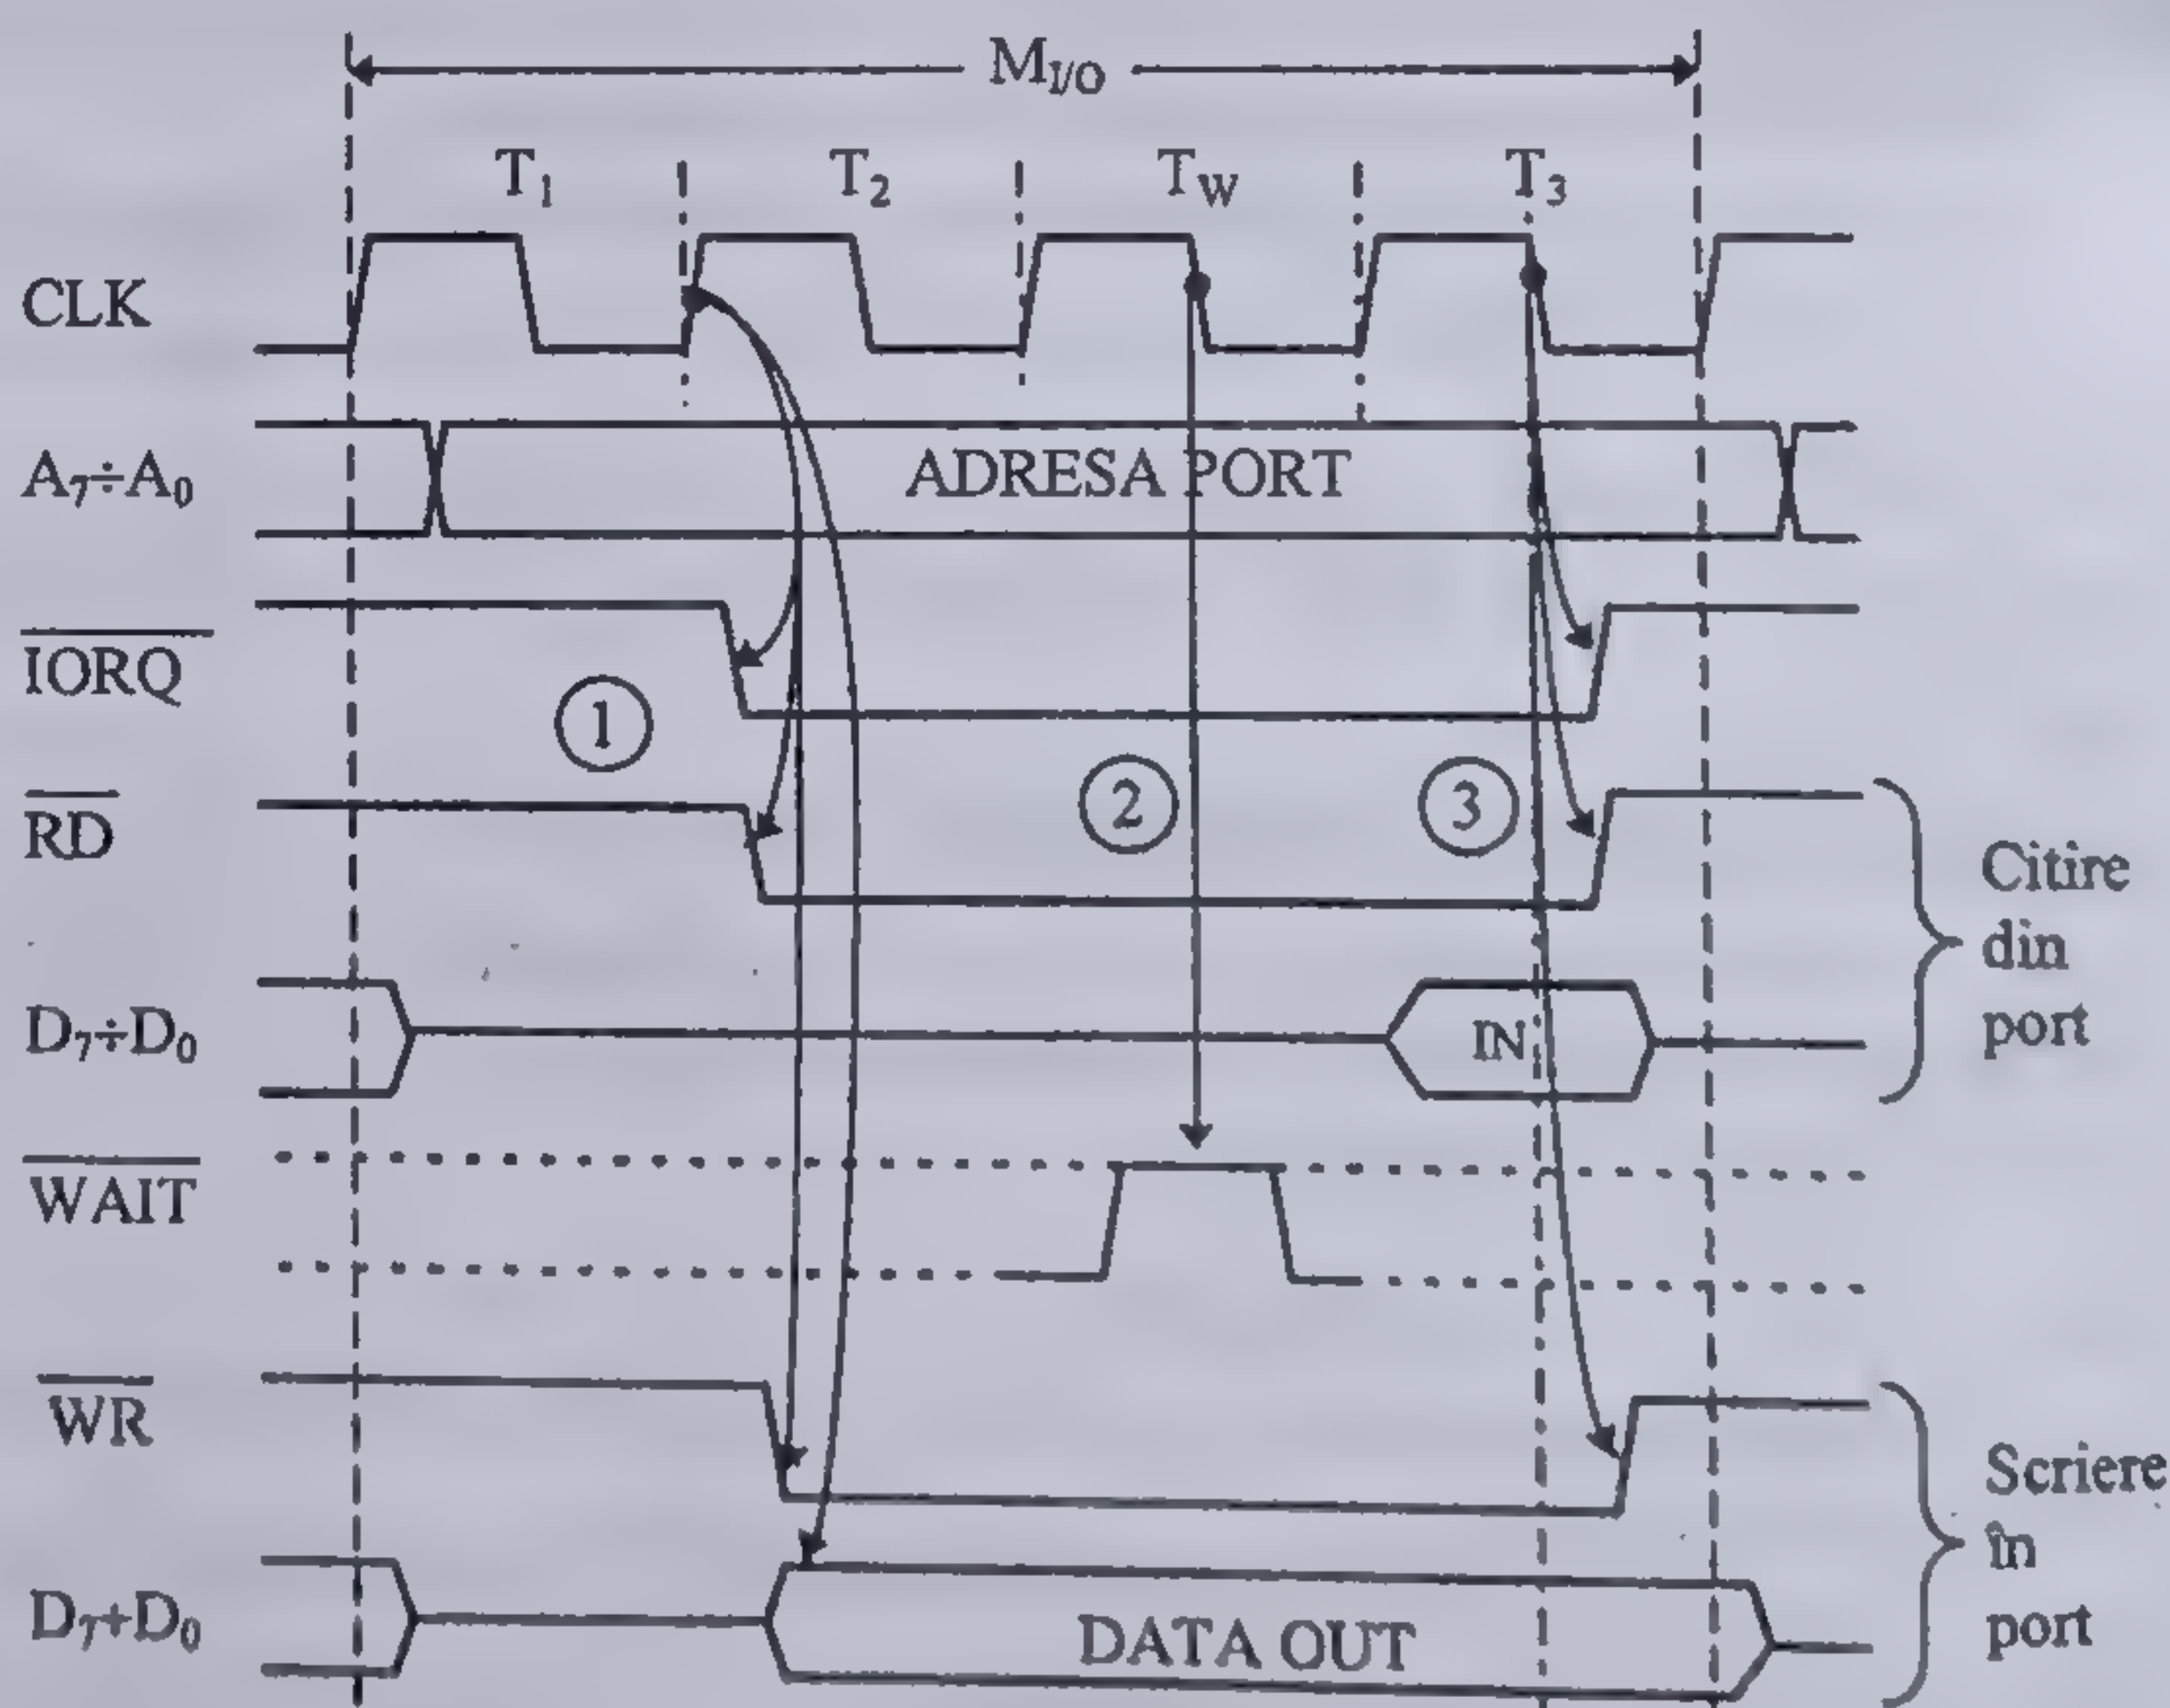 M_I/O
T₁ T₂ T_W T₃
CLK
A₇÷A₀ ADRESA PORT
IORQ
1
RD 2 3
D₇÷D₀ IN
Citire
din
port
WAIT
WR
D₇+D₀ DATA OUT
Scriere
în
port